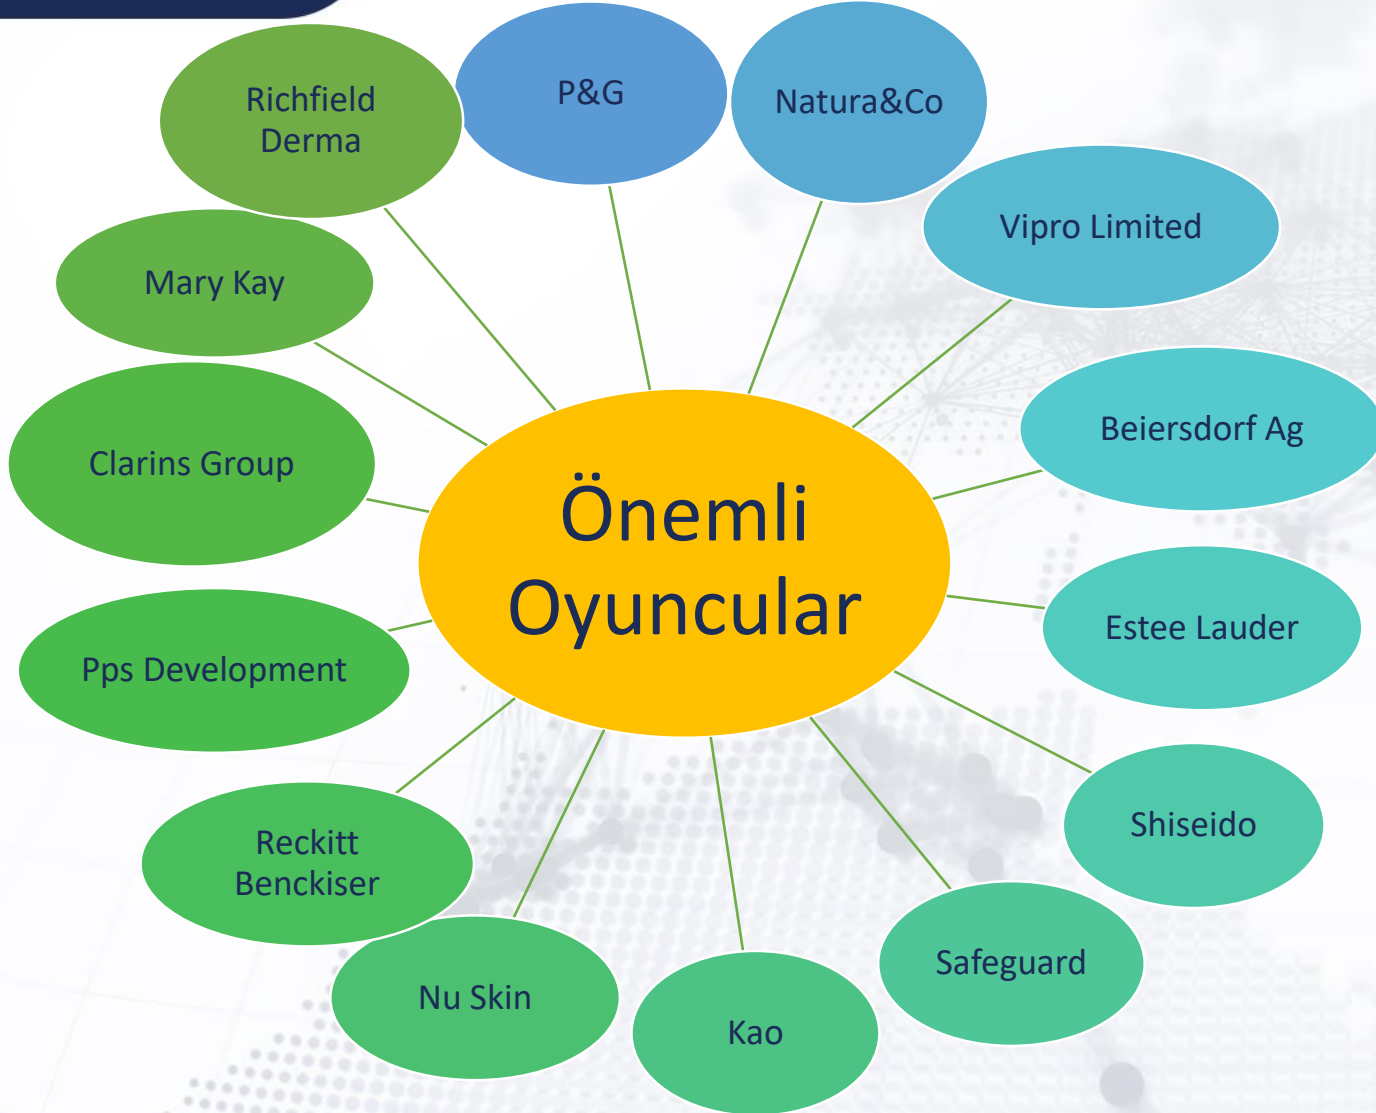 Önemli
Oyuncular
P&G
Natura&Co
Vipro Limited
Beiersdorf Ag
Estee Lauder
Shiseido
Safeguard
Kao
Nu Skin
Reckitt
Benckiser
Pps Development
Clarins Group
Mary Kay
Richfield
Derma